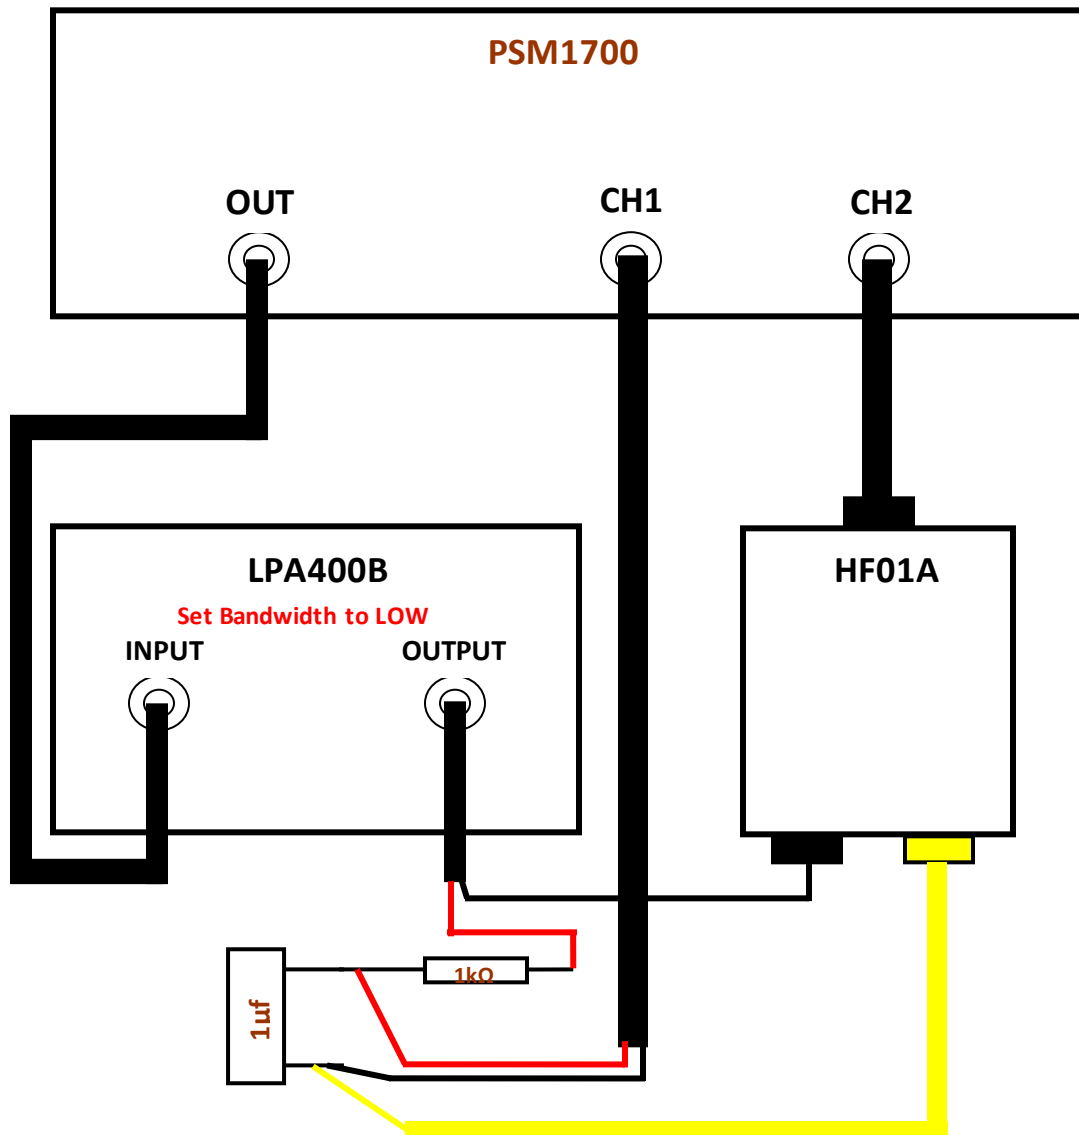 PSM1700
OUT
CH1
CH2
LPA400B
Set Bandwidth to LOW
INPUT
OUTPUT
HF01A
1kΩ
1uf